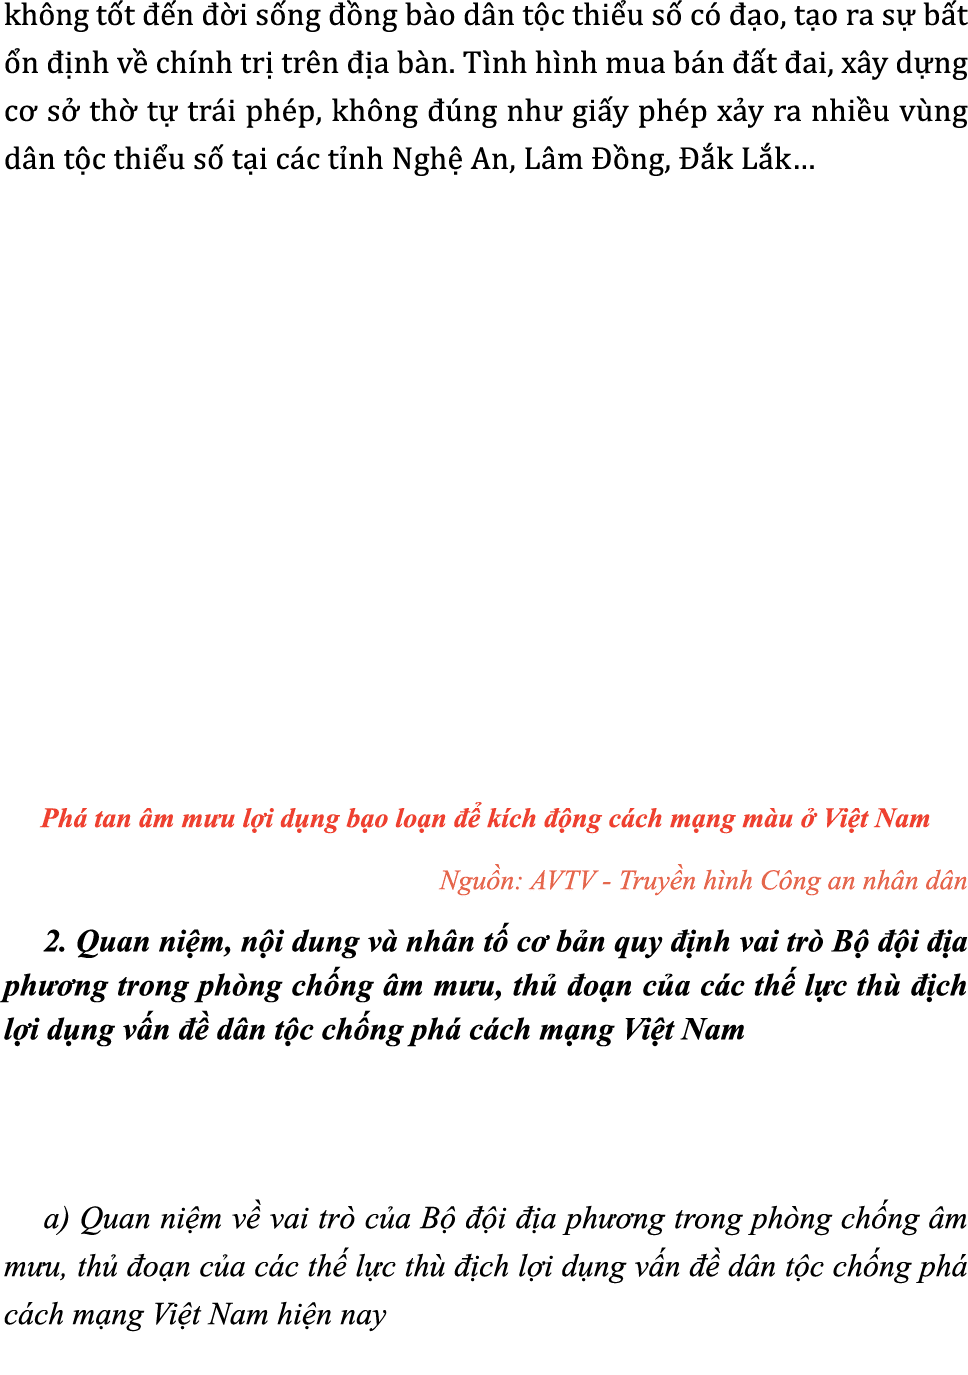 không tốt đến đời sống đồng bào dân tộc thiểu số có đạo, tạo ra sự bất
ổn định về chính trị trên địa bàn. Tình hình mua bán đất đai, xây dựng
cơ sở thờ tự trái phép, không đúng như giấy phép xảy ra nhiều vùng
dân tộc thiểu số tại các tỉnh Nghệ An, Lâm Đồng, Đắk Lắk...
Phá tan âm mưu lợi dụng bạo loạn để kích động cách mạng màu ở Việt Nam
Nguồn: AVTV - Truyền hình Công an nhân dân
2. Quan niệm, nội dung và nhân tố cơ bản quy định vai trò Bộ đội địa
phương trong phòng chống âm mưu, thủ đoạn của các thế lực thù địch
lợi dụng vấn đề dân tộc chống phá cách mạng Việt Nam
a) Quan niệm về vai trò của Bộ đội địa phương trong phòng chống âm
mưu, thủ đoạn của các thế lực thù địch lợi dụng vấn đề dân tộc chống phá
cách mạng Việt Nam hiện nay